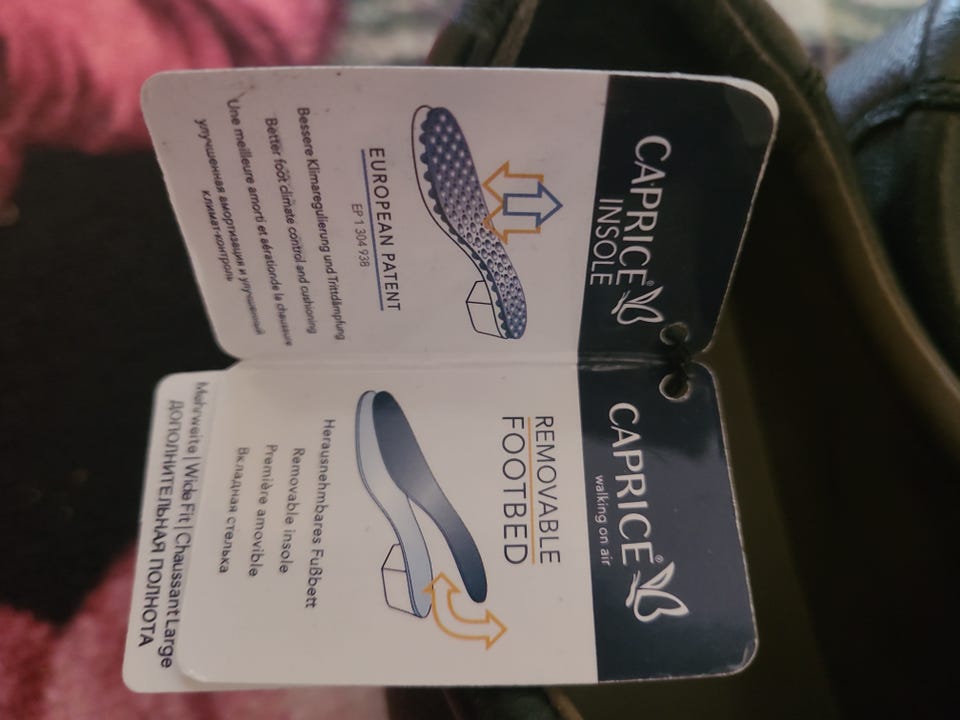 CAPRICE®
INSOLE
EUROPEAN PATENT
EP 1 304 938
Bessere Klimaregulierung und Trittdämpfung
Better foot climate control and cushioning
Une meilleure amorti et aérationde la chaussure
улучшенная амортизация и улучшенный
климат-контроль
CAPRICE®
walking on air
REMOVABLE
FOOTBED
Herausnehmbares Fußbett
Removable insole
Première amovible
Вкладная стелька
Mehrweite | Wide Fit | Chaussant Large
ДОПОЛНИТЕЛЬНАЯ ПОЛНОТА